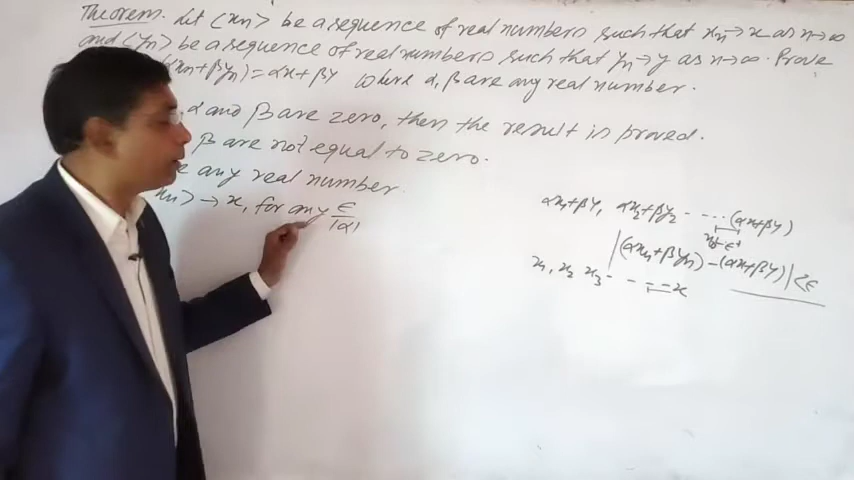 Theorem. Let <xn> be a sequence of real numbers such that xn→x as n→∞
and <yn> be a sequence of real numbers such that yn→y as n→∞. Prove
(αxn+βyn) = αx+βy where α, β are any real number.
α and β are zero, then the result is proved.
β are not equal to zero.
any real number.
xn> → x, for any ε/|α|
αx1+βy1, αx2+βy2 - - .... (αx+βy)
|(αxn+βyn) - (αx+βy)| < ε
x1, x2 x3 - - - - - x